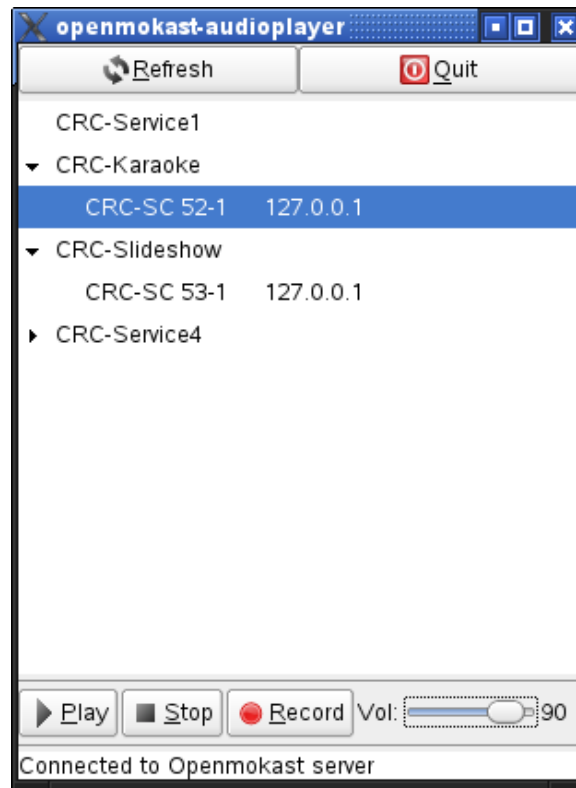 openmokast-audioplayer
Refresh Quit
CRC-Service1
CRC-Karaoke
CRC-SC 52-1 127.0.0.1
CRC-Slideshow
CRC-SC 53-1 127.0.0.1
CRC-Service4
Play Stop Record Vol: 90
Connected to Openmokast server